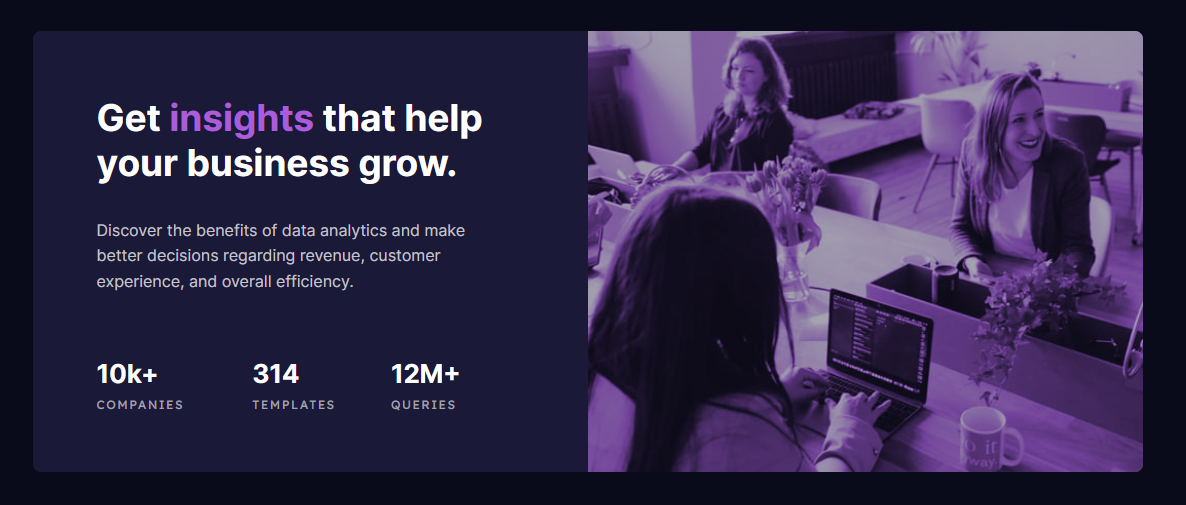 Get insights that help
your business grow.
Discover the benefits of data analytics and make
better decisions regarding revenue, customer
experience, and overall efficiency.
10k+ 314 12M+
COMPANIES TEMPLATES QUERIES
it
way.